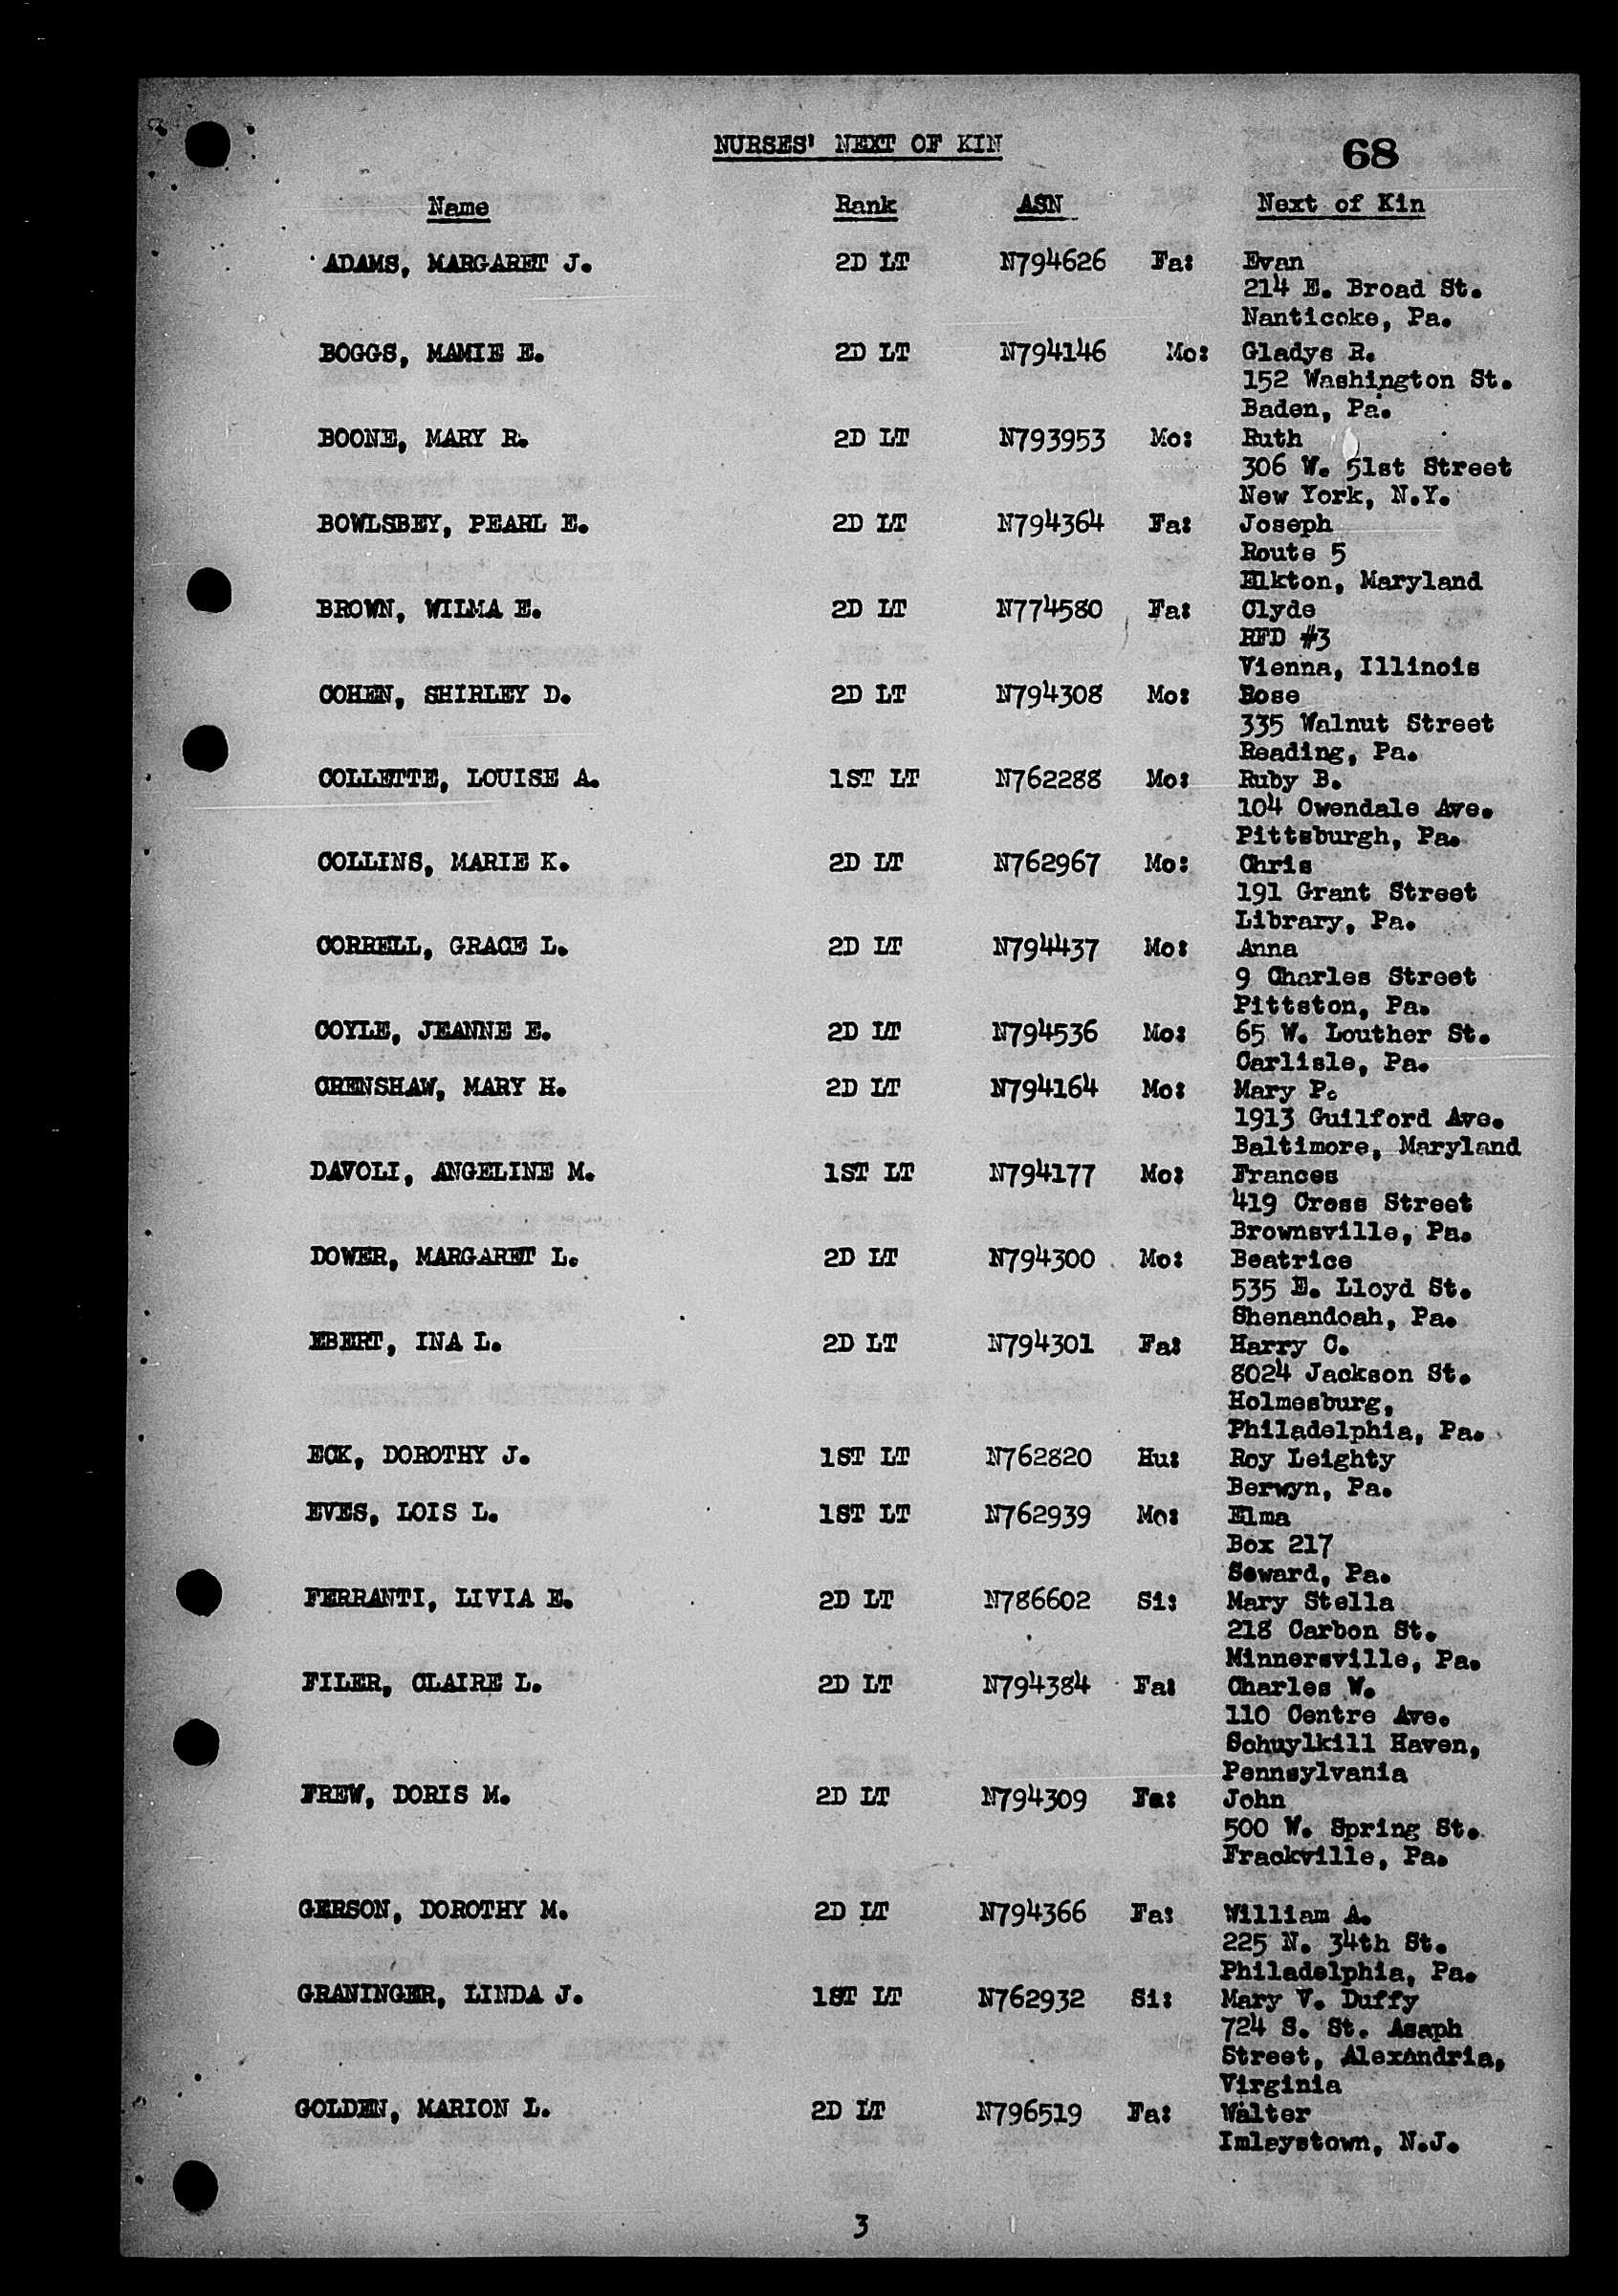 NURSES' NEXT OF KIN
68
Name Rank ASN Next of Kin
ADAMS, MARGARET J. 2D LT N794626 Fa: Evan
214 E. Broad St.
Nanticoke, Pa.
BOGGS, MAMIE E. 2D LT N794146 Mo: Gladys R.
152 Washington St.
Baden, Pa.
BOONE, MARY R. 2D LT N793953 Mo: Ruth
306 W. 51st Street
New York, N.Y.
BOWLSBEY, PEARL E. 2D LT N794364 Fa: Joseph
Route 5
Elkton, Maryland
BROWN, WILMA E. 2D LT N774580 Fa: Clyde
RFD #3
Vienna, Illinois
COHEN, SHIRLEY D. 2D LT N794308 Mo: Rose
335 Walnut Street
Reading, Pa.
COLLETTE, LOUISE A. 1ST LT N762288 Mo: Ruby B.
104 Owendale Ave.
Pittsburgh, Pa.
COLLINS, MARIE K. 2D LT N762967 Mo: Chris
191 Grant Street
Library, Pa.
CORRELL, GRACE L. 2D LT N794437 Mo: Anna
9 Charles Street
Pittston, Pa.
COYLE, JEANNE E. 2D LT N794536 Mo: 65 W. Louther St.
Carlisle, Pa.
CRENSHAW, MARY H. 2D LT N794164 Mo: Mary P.
1913 Guilford Ave.
Baltimore, Maryland
DAVOLI, ANGELINE M. 1ST LT N794177 Mo: Frances
419 Cross Street
Brownsville, Pa.
DOWER, MARGARET L. 2D LT N794300 Mo: Beatrice
535 E. Lloyd St.
Shenandoah, Pa.
EBERT, INA L. 2D LT N794301 Fa: Harry C.
8024 Jackson St.
Holmesburg,
Philadelphia, Pa.
ECK, DOROTHY J. 1ST LT N762820 Hu: Roy Leighty
Berwyn, Pa.
EVES, LOIS L. 1ST LT N762939 Mo: Elma
Box 217
Seward, Pa.
FERRANTI, LIVIA E. 2D LT N786602 Si: Mary Stella
218 Carbon St.
Minnersville, Pa.
FILER, CLAIRE L. 2D LT N794384 Fa: Charles W.
110 Centre Ave.
Schuylkill Haven,
Pennsylvania
FREW, DORIS M. 2D LT N794309 Fa: John
500 W. Spring St.
Frackville, Pa.
GERSON, DOROTHY M. 2D LT N794366 Fa: William A.
225 N. 34th St.
Philadelphia, Pa.
GRANINGER, LINDA J. 1ST LT N762932 Si: Mary V. Duffy
724 S. St. Asaph
Street, Alexandria,
Virginia
GOLDEN, MARION L. 2D LT N796519 Fa: Walter
Imlaystown, N.J.
3